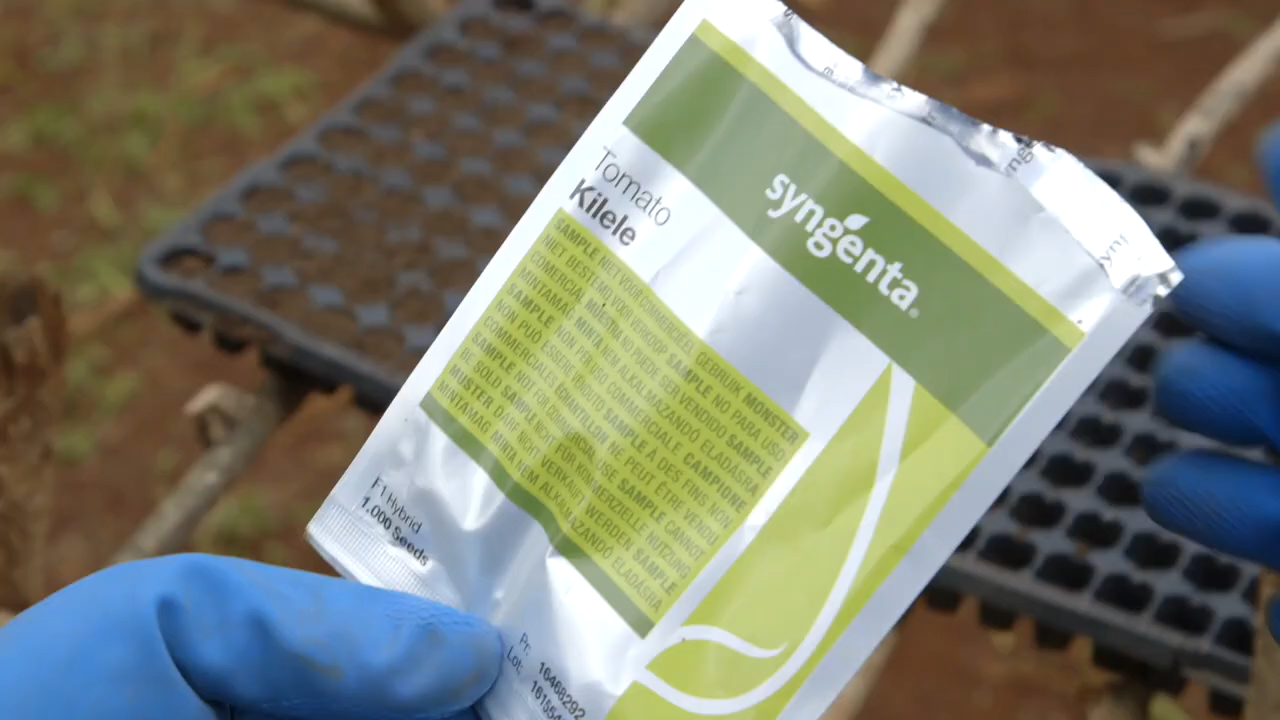 syngenta
Tomato
Kilele
SAMPLE NIET VOOR COMMERCIEEL GEBRUIK MONSTER
NIET BESTEMD VOOR VERKOOP SAMPLE NO PARA USO
COMERCIAL MUESTRA NO PUEDE SER VENDIDO SAMPLE
MINTAMAG MINTA NEM ALKALMAZANDÓ ELADÁSRA
SAMPLE NON PER USO COMMERCIALE CAMPIONE
NON PUÒ ESSERE VENDUTO SAMPLE À DES FINS NON
COMMERCIALES ÉCHANTILLON NE PEUT ÊTRE VENDU
SAMPLE NOT FOR COMMERCIAL USE SAMPLE CANNOT
BE SOLD SAMPLE NICHT FÜR KOMMERZIELLE NUTZUNG
MUSTER DARF NICHT VERKAUFT WERDEN SAMPLE
MINTAMAG MINTA NEM ALKALMAZANDÓ ELADÁSRA
F1 Hybrid
1.000 Seeds
Pr: 16468292
Lot: